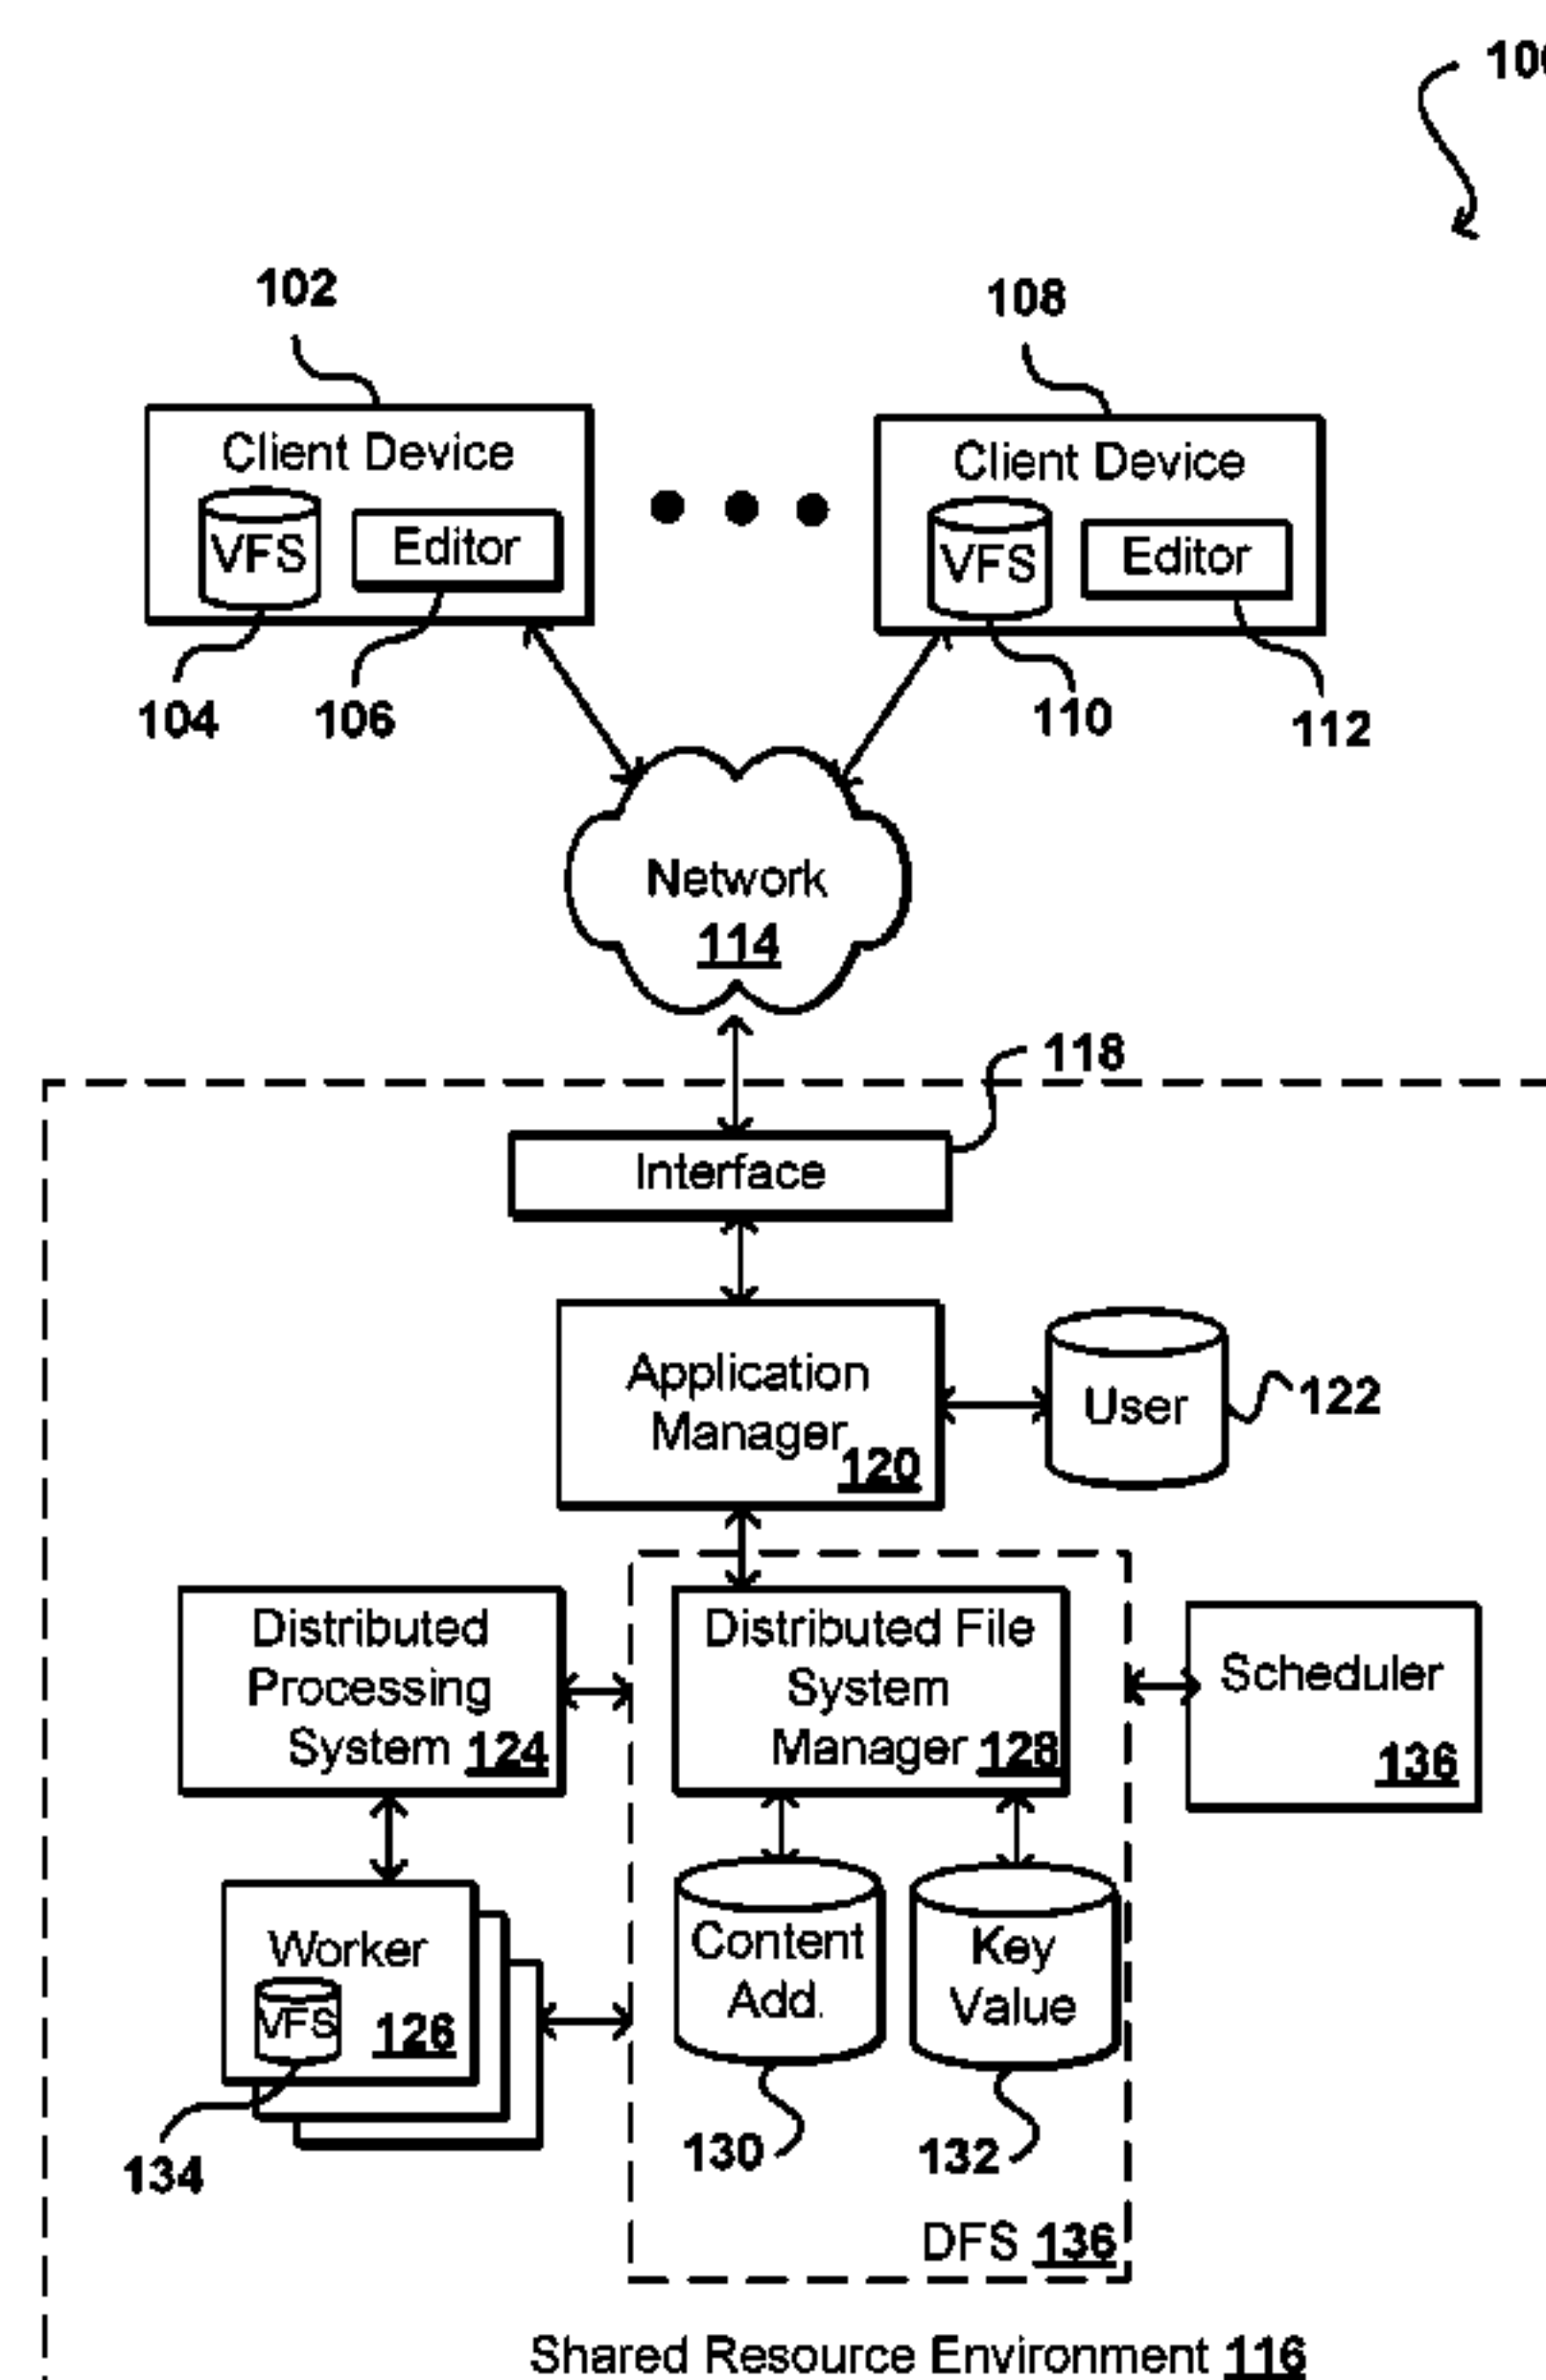 102
108
Client Device
VFS
Editor
Client Device
VFS
Editor
104
106
110
112
Network
114
118
Interface
Application
Manager 120
User
122
Distributed
Processing
System 124
Distributed File
System
Manager 128
Scheduler
136
Worker
VFS
126
134
Content
Add.
Key
Value
130
132
DFS 136
Shared Resource Environment 116